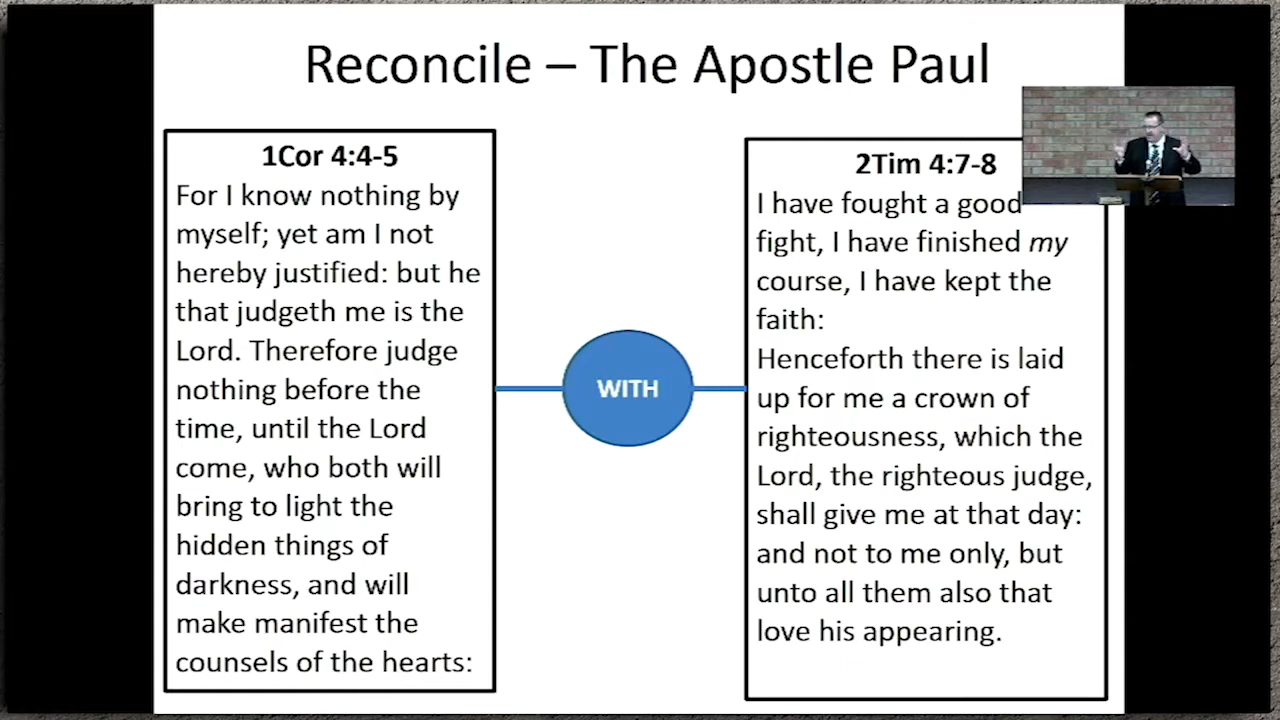 Reconcile – The Apostle Paul
1Cor 4:4-5
For I know nothing by
myself; yet am I not
hereby justified: but he
that judgeth me is the
Lord. Therefore judge
nothing before the
time, until the Lord
come, who both will
bring to light the
hidden things of
darkness, and will
make manifest the
counsels of the hearts:
WITH
2Tim 4:7-8
I have fought a good
fight, I have finished my
course, I have kept the
faith:
Henceforth there is laid
up for me a crown of
righteousness, which the
Lord, the righteous judge,
shall give me at that day:
and not to me only, but
unto all them also that
love his appearing.